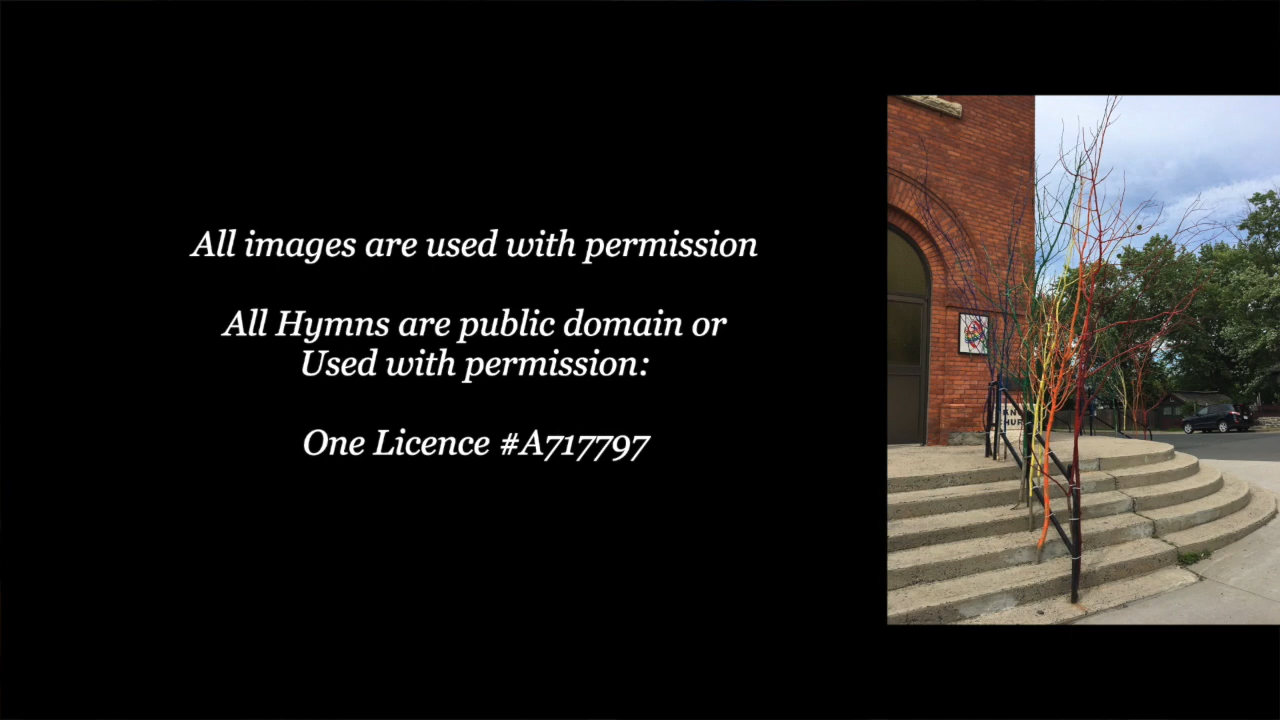 All images are used with permission
All Hymns are public domain or
Used with permission:
One Licence #A717797